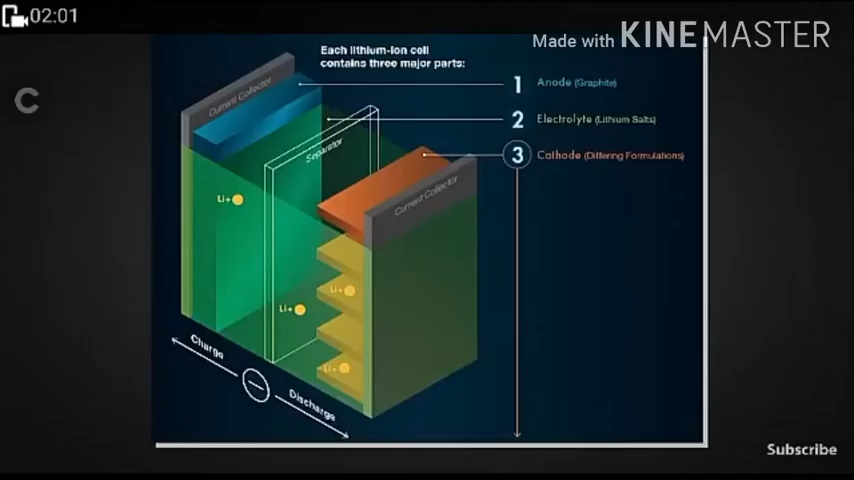 02:01
Made with KINEMASTER
C
Each lithium-ion cell
contains three major parts:
1 Anode (Graphite)
2 Electrolyte (Lithium Salts)
3 Cathode (Differing Formulations)
Current Collector
Separator
Current Collector
Li+
Li+
Li+
Li+
Charge
Discharge
Subscribe